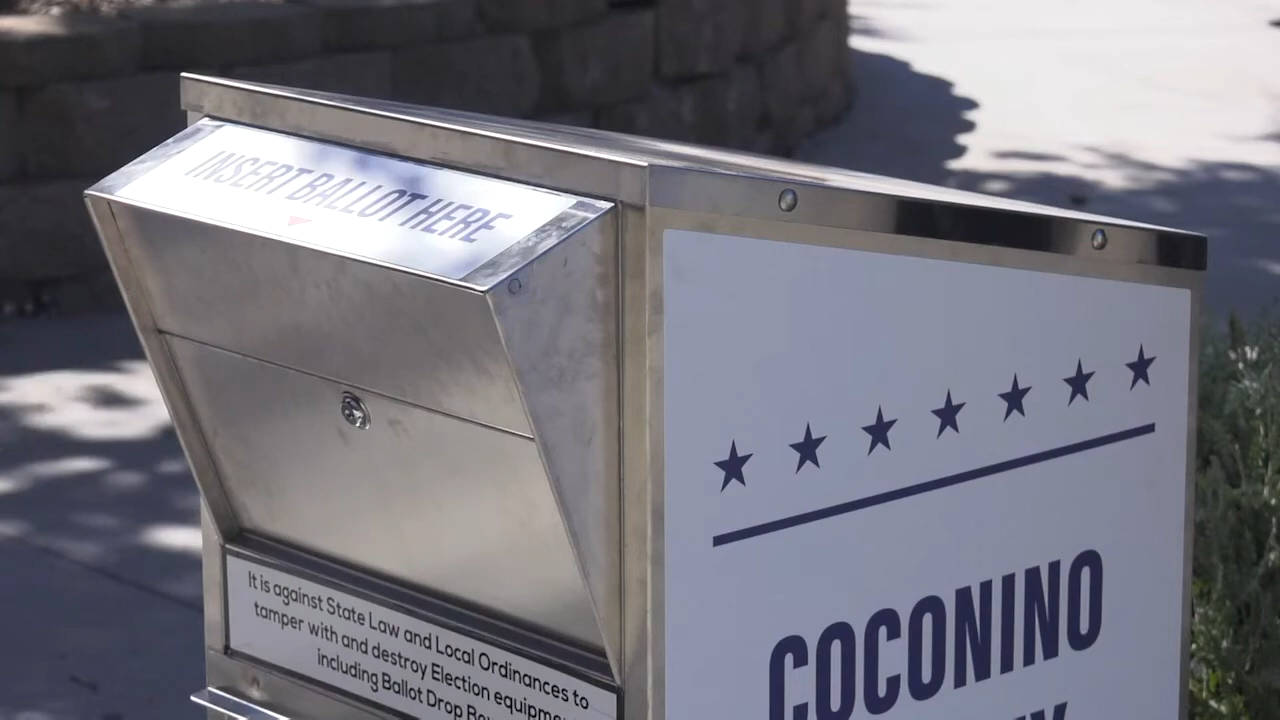 INSERT BALLOT HERE
It is against State Law and Local Ordinances to
tamper with and destroy Election equipment
including Ballot Drop
COCONINO